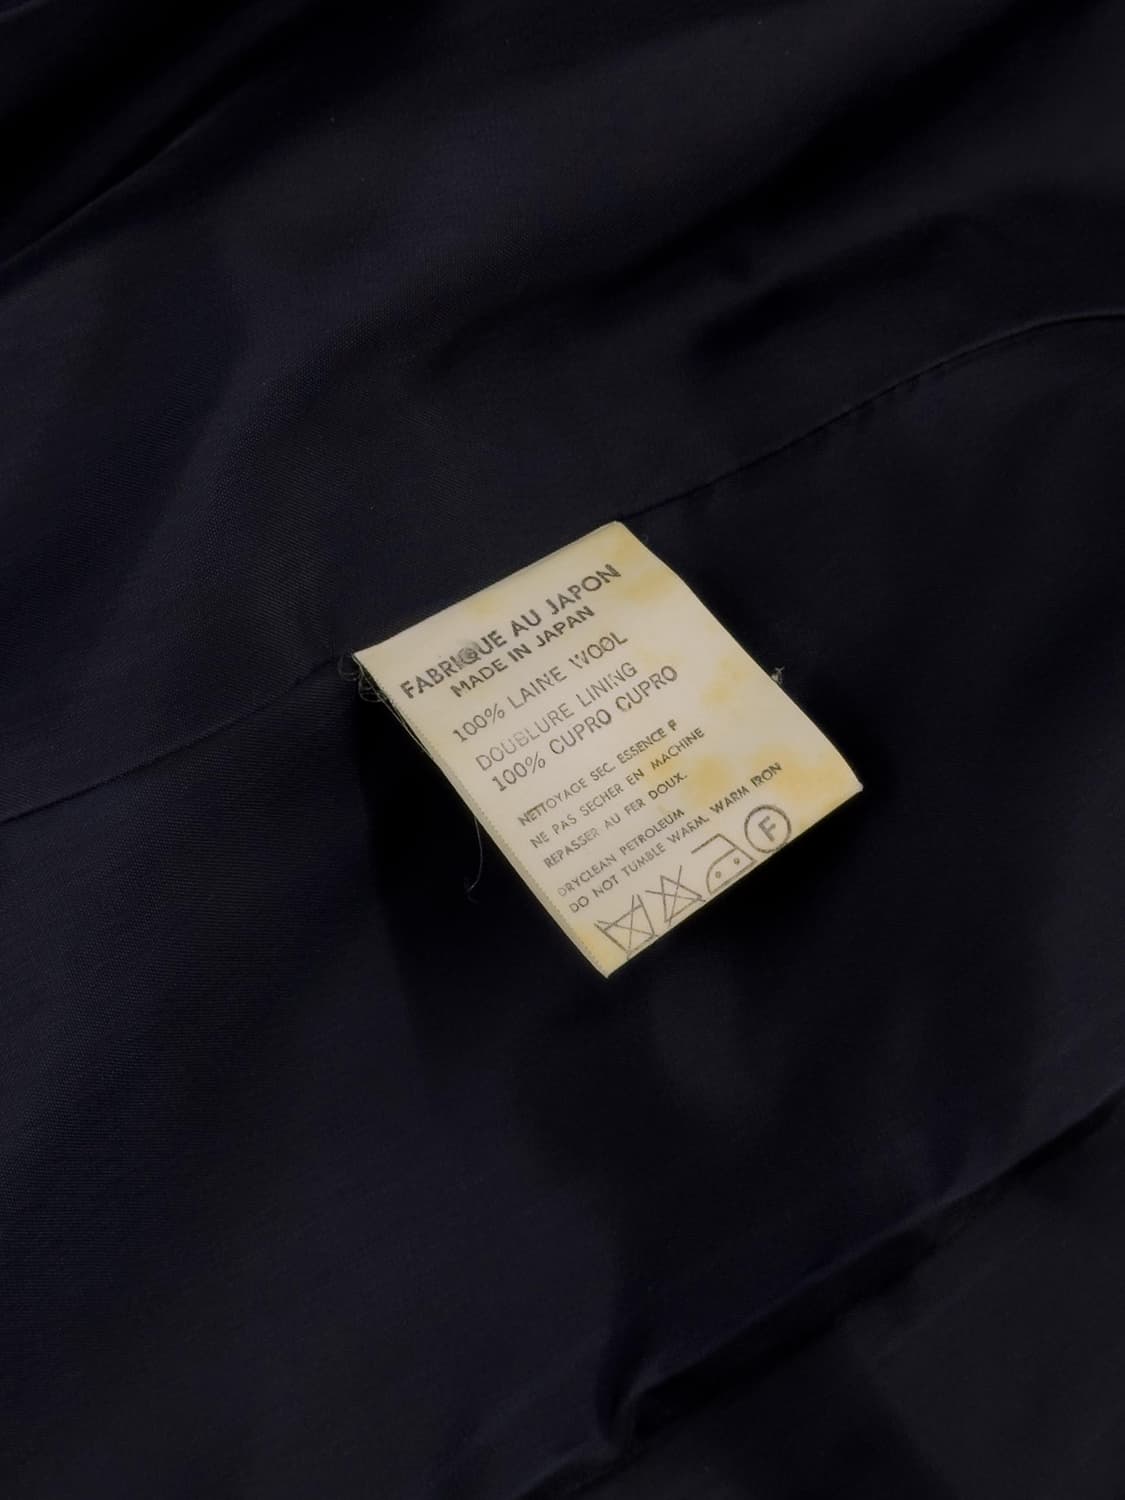 FABRIQUE AU JAPON
MADE IN JAPAN
100% LAINE WOOL
DOUBLURE LINING
100% CUPRO CUPRO
NETTOYAGE SEC. ESSENCE F
NE PAS SECHER EN MACHINE
REPASSER AU FER DOUX.
DRYCLEAN PETROLEUM
DO NOT TUMBLE WARM. WARM IRON
F